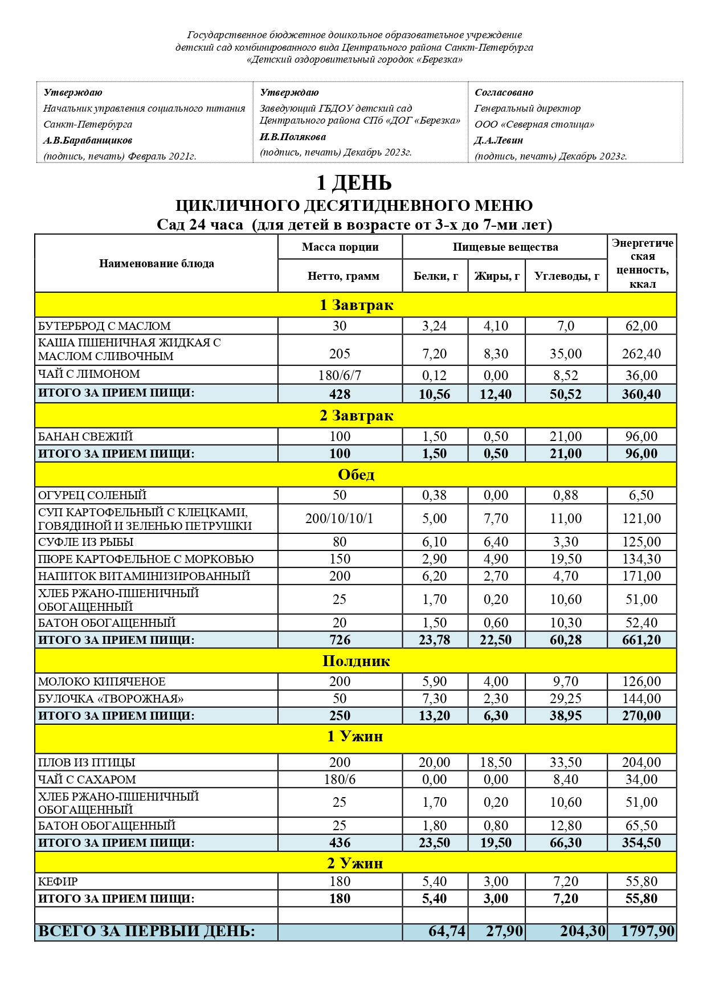 Государственное бюджетное дошкольное образовательное учреждение
детский сад комбинированного вида Центрального района Санкт-Петербурга
«Детский оздоровительный городок «Березка»
Утверждаю
Начальник управления социального питания
Санкт-Петербурга
А.В.Барабанщиков
(подпись, печать) Февраль 2021г.
Утверждаю
Заведующий ГБДОУ детский сад
Центрального района СПб «ДОГ «Березка»
И.В.Полякова
(подпись, печать) Декабрь 2023г.
Согласовано
Генеральный директор
ООО «Северная столица»
Д.А.Левин
(подпись, печать) Декабрь 2023г.
1 ДЕНЬ
ЦИКЛИЧНОГО ДЕСЯТИДНЕВНОГО МЕНЮ
Сад 24 часа (для детей в возрасте от 3-х до 7-ми лет)
Наименование блюда
Масса порции
Нетто, грамм
Пищевые вещества
Белки, г Жиры, г Углеводы, г
Энергетиче
ская
ценность,
ккал
1 Завтрак
БУТЕРБРОД С МАСЛОМ 30 3,24 4,10 7,0 62,00
КАША ПШЕНИЧНАЯ ЖИДКАЯ С
МАСЛОМ СЛИВОЧНЫМ 205 7,20 8,30 35,00 262,40
ЧАЙ С ЛИМОНОМ 180/6/7 0,12 0,00 8,52 36,00
ИТОГО ЗА ПРИЕМ ПИЩИ: 428 10,56 12,40 50,52 360,40
2 Завтрак
БАНАН СВЕЖИЙ 100 1,50 0,50 21,00 96,00
ИТОГО ЗА ПРИЕМ ПИЩИ: 100 1,50 0,50 21,00 96,00
Обед
ОГУРЕЦ СОЛЕНЫЙ 50 0,38 0,00 0,88 6,50
СУП КАРТОФЕЛЬНЫЙ С КЛЕЦКАМИ,
ГОВЯДИНОЙ И ЗЕЛЕНЬЮ ПЕТРУШКИ 200/10/10/1 5,00 7,70 11,00 121,00
СУФЛЕ ИЗ РЫБЫ 80 6,10 6,40 3,30 125,00
ПЮРЕ КАРТОФЕЛЬНОЕ С МОРКОВЬЮ 150 2,90 4,90 19,50 134,30
НАПИТОК ВИТАМИНИЗИРОВАННЫЙ 200 6,20 2,70 4,70 171,00
ХЛЕБ РЖАНО-ПШЕНИЧНЫЙ
ОБОГАЩЕННЫЙ 25 1,70 0,20 10,60 51,00
БАТОН ОБОГАЩЕННЫЙ 20 1,50 0,60 10,30 52,40
ИТОГО ЗА ПРИЕМ ПИЩИ: 726 23,78 22,50 60,28 661,20
Полдник
МОЛОКО КИПЯЧЕНОЕ 200 5,90 4,00 9,70 126,00
БУЛОЧКА «ТВОРОЖНАЯ» 50 7,30 2,30 29,25 144,00
ИТОГО ЗА ПРИЕМ ПИЩИ: 250 13,20 6,30 38,95 270,00
1 Ужин
ПЛОВ ИЗ ПТИЦЫ 200 20,00 18,50 33,50 204,00
ЧАЙ С САХАРОМ 180/6 0,00 0,00 8,40 34,00
ХЛЕБ РЖАНО-ПШЕНИЧНЫЙ
ОБОГАЩЕННЫЙ 25 1,70 0,20 10,60 51,00
БАТОН ОБОГАЩЕННЫЙ 25 1,80 0,80 12,80 65,50
ИТОГО ЗА ПРИЕМ ПИЩИ: 436 23,50 19,50 66,30 354,50
2 Ужин
КЕФИР 180 5,40 3,00 7,20 55,80
ИТОГО ЗА ПРИЕМ ПИЩИ: 180 5,40 3,00 7,20 55,80
ВСЕГО ЗА ПЕРВЫЙ ДЕНЬ: 64,74 27,90 204,30 1797,90